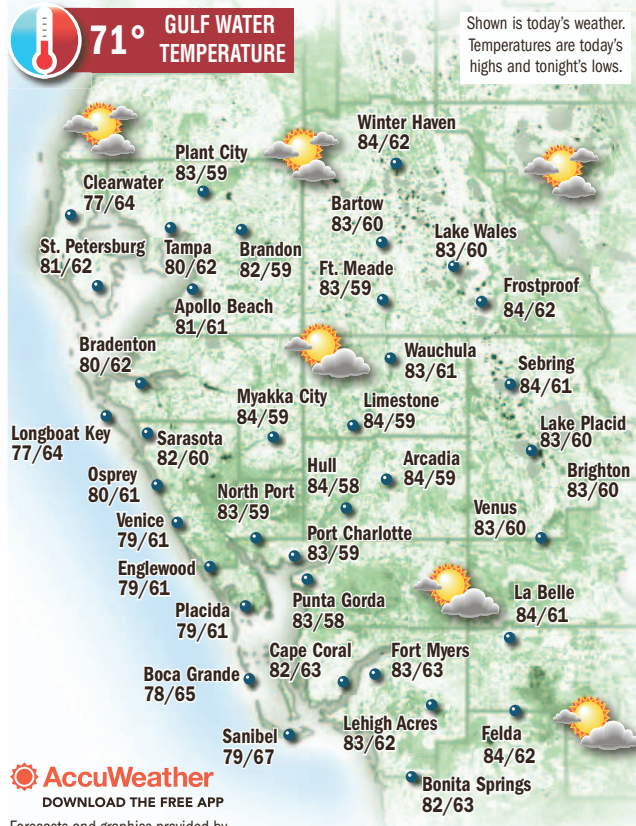 71°
GULF WATER
TEMPERATURE
Shown is today's weather.
Temperatures are today's
highs and tonight's lows.
Winter Haven
84/62
Plant City
83/59
Clearwater
77/64
Bartow
83/60
Lake Wales
83/60
St. Petersburg
81/62
Tampa
80/62
Brandon
82/59
Ft. Meade
83/59
Frostproof
84/62
Apollo Beach
81/61
Bradenton
80/62
Wauchula
83/61
Sebring
84/61
Myakka City
84/59
Limestone
84/59
Longboat Key
77/64
Sarasota
82/60
Lake Placid
83/60
Osprey
80/61
Hull
84/58
Arcadia
84/59
Brighton
83/60
North Port
83/59
Venus
83/60
Venice
79/61
Port Charlotte
83/59
Englewood
79/61
Punta Gorda
83/58
La Belle
84/61
Placida
79/61
Cape Coral
82/63
Fort Myers
83/63
Boca Grande
78/65
Lehigh Acres
83/62
Felda
84/62
Sanibel
79/67
Bonita Springs
82/63
AccuWeather
DOWNLOAD THE FREE APP
Forecasts and graphics provided by